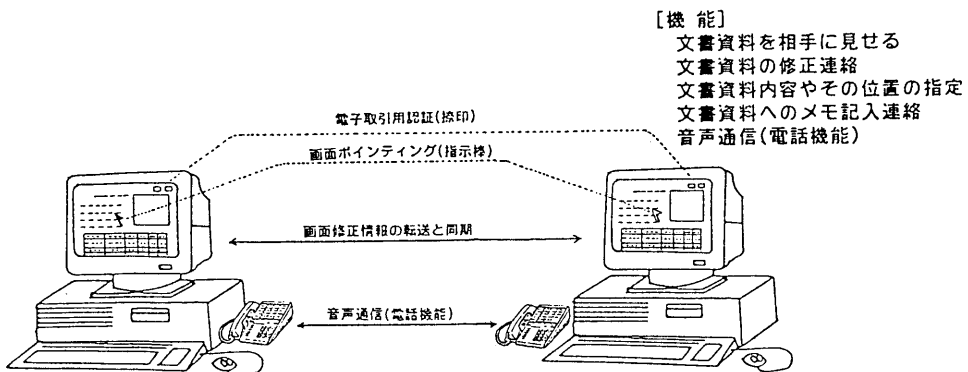 [機 能]
文書資料を相手に見せる
文書資料の修正連絡
文書資料内容やその位置の指定
文書資料へのメモ記入連絡
音声通信(電話機能)
電子取引用認証(捺印)
画面ポインティング(指示棒)
画面修正情報の転送と同期
音声通信(電話機能)